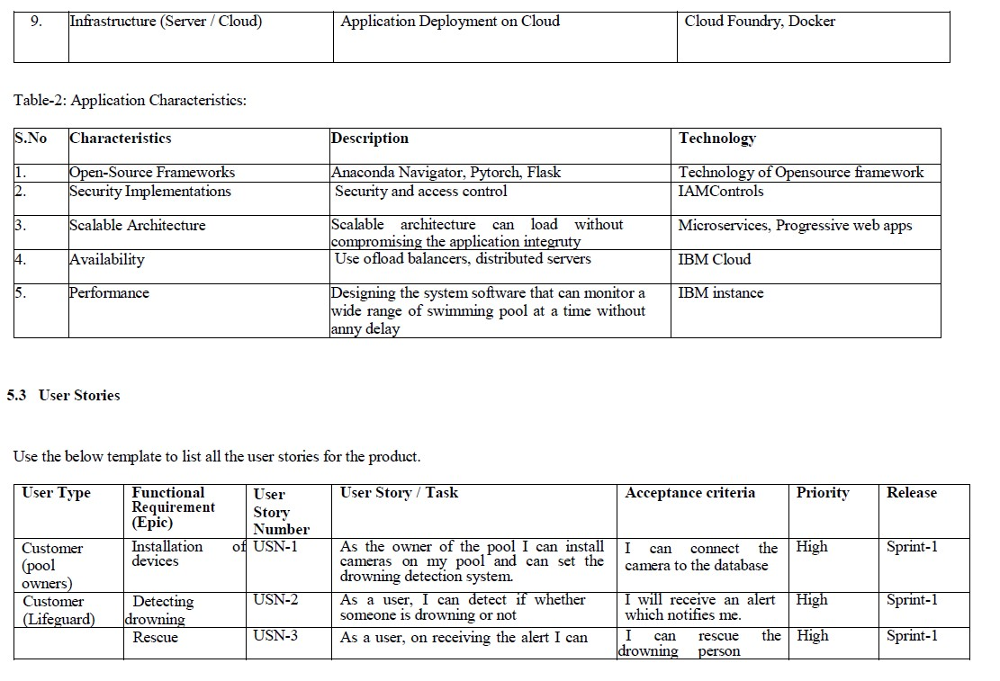 9. Infrastructure (Server / Cloud) Application Deployment on Cloud Cloud Foundry, Docker
Table-2: Application Characteristics:
S.No Characteristics Description Technology
1. Open-Source Frameworks Anaconda Navigator, Pytorch, Flask Technology of Opensource framework
2. Security Implementations Security and access control IAMControls
3. Scalable Architecture Scalable architecture can load without Microservices, Progressive web apps
compromising the application integruty
4. Availability Use ofload balancers, distributed servers IBM Cloud
5. Performance Designing the system software that can monitor a IBM instance
wide range of swimming pool at a time without
anny delay
5.3 User Stories
Use the below template to list all the user stories for the product.
User Type Functional User User Story / Task Acceptance criteria Priority Release
Requirement Story
(Epic) Number
Customer Installation of USN-1 As the owner of the pool I can install I can connect the High Sprint-1
(pool devices cameras on my pool and can set the camera to the database
owners) drowning detection system.
Customer Detecting USN-2 As a user, I can detect if whether I will receive an alert High Sprint-1
(Lifeguard) drowning someone is drowning or not which notifies me.
Rescue USN-3 As a user, on receiving the alert I can I can rescue the High Sprint-1
drowning person